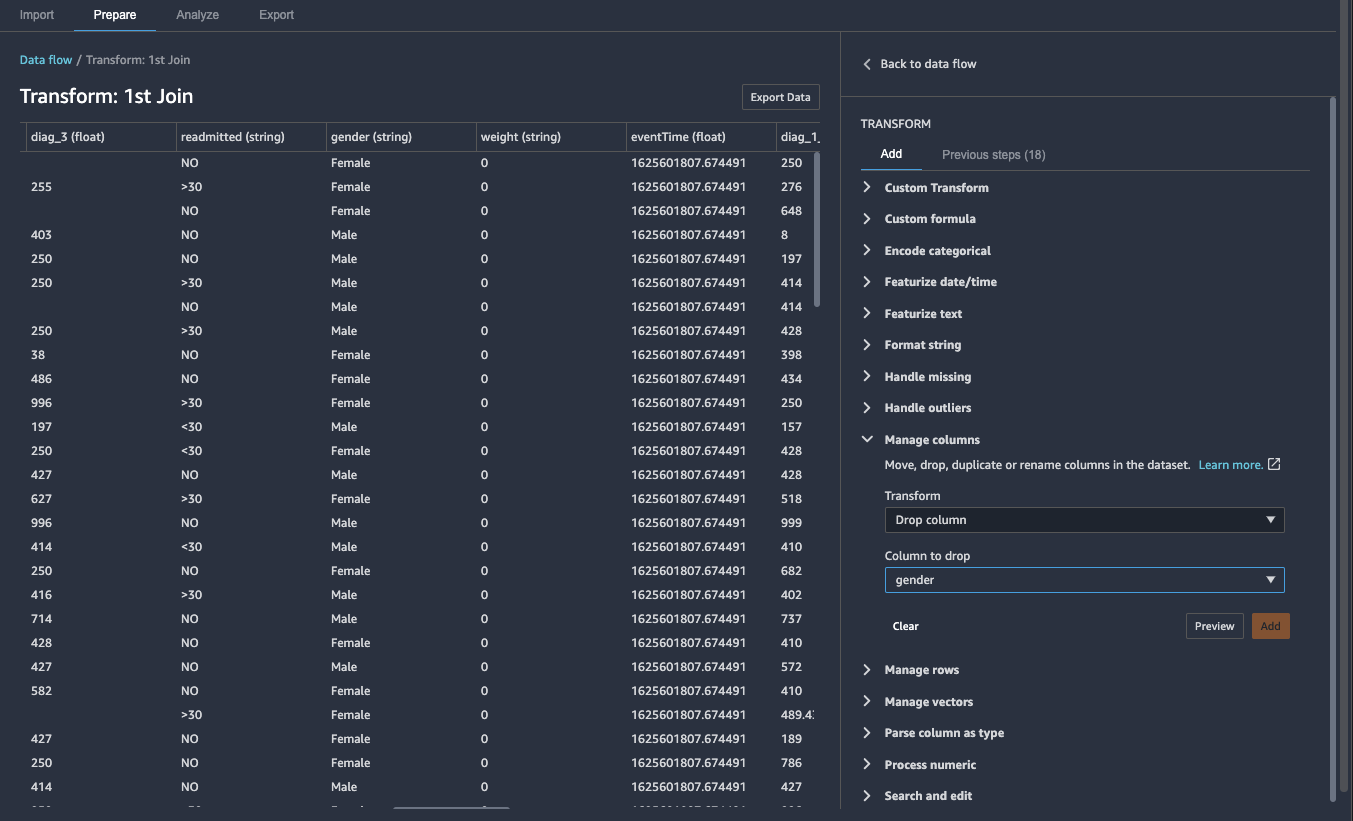 Import Prepare Analyze Export
Data flow / Transform: 1st Join
Transform: 1st Join
Export Data
diag_3 (float) readmitted (string) gender (string) weight (string) eventTime (float) diag_1_
NO Female 0 1625601807.674491 250
255 >30 Female 0 1625601807.674491 276
NO Female 0 1625601807.674491 648
403 NO Male 0 1625601807.674491 8
250 NO Male 0 1625601807.674491 197
250 >30 Male 0 1625601807.674491 414
NO Male 0 1625601807.674491 414
250 >30 Male 0 1625601807.674491 428
38 NO Female 0 1625601807.674491 398
486 NO Female 0 1625601807.674491 434
996 >30 Female 0 1625601807.674491 250
197 <30 Male 0 1625601807.674491 157
250 <30 Female 0 1625601807.674491 428
427 NO Male 0 1625601807.674491 428
627 >30 Female 0 1625601807.674491 518
996 NO Male 0 1625601807.674491 999
414 <30 Male 0 1625601807.674491 410
250 NO Female 0 1625601807.674491 682
416 >30 Male 0 1625601807.674491 402
714 NO Male 0 1625601807.674491 737
428 NO Female 0 1625601807.674491 410
427 NO Male 0 1625601807.674491 572
582 NO Female 0 1625601807.674491 410
>30 Female 0 1625601807.674491 489.4
427 NO Female 0 1625601807.674491 189
250 NO Female 0 1625601807.674491 786
414 NO Male 0 1625601807.674491 427
Back to data flow
TRANSFORM
Add Previous steps (18)
Custom Transform
Custom formula
Encode categorical
Featurize date/time
Featurize text
Format string
Handle missing
Handle outliers
Manage columns
Move, drop, duplicate or rename columns in the dataset. Learn more.
Transform
Drop column
Column to drop
gender
Clear Preview Add
Manage rows
Manage vectors
Parse column as type
Process numeric
Search and edit